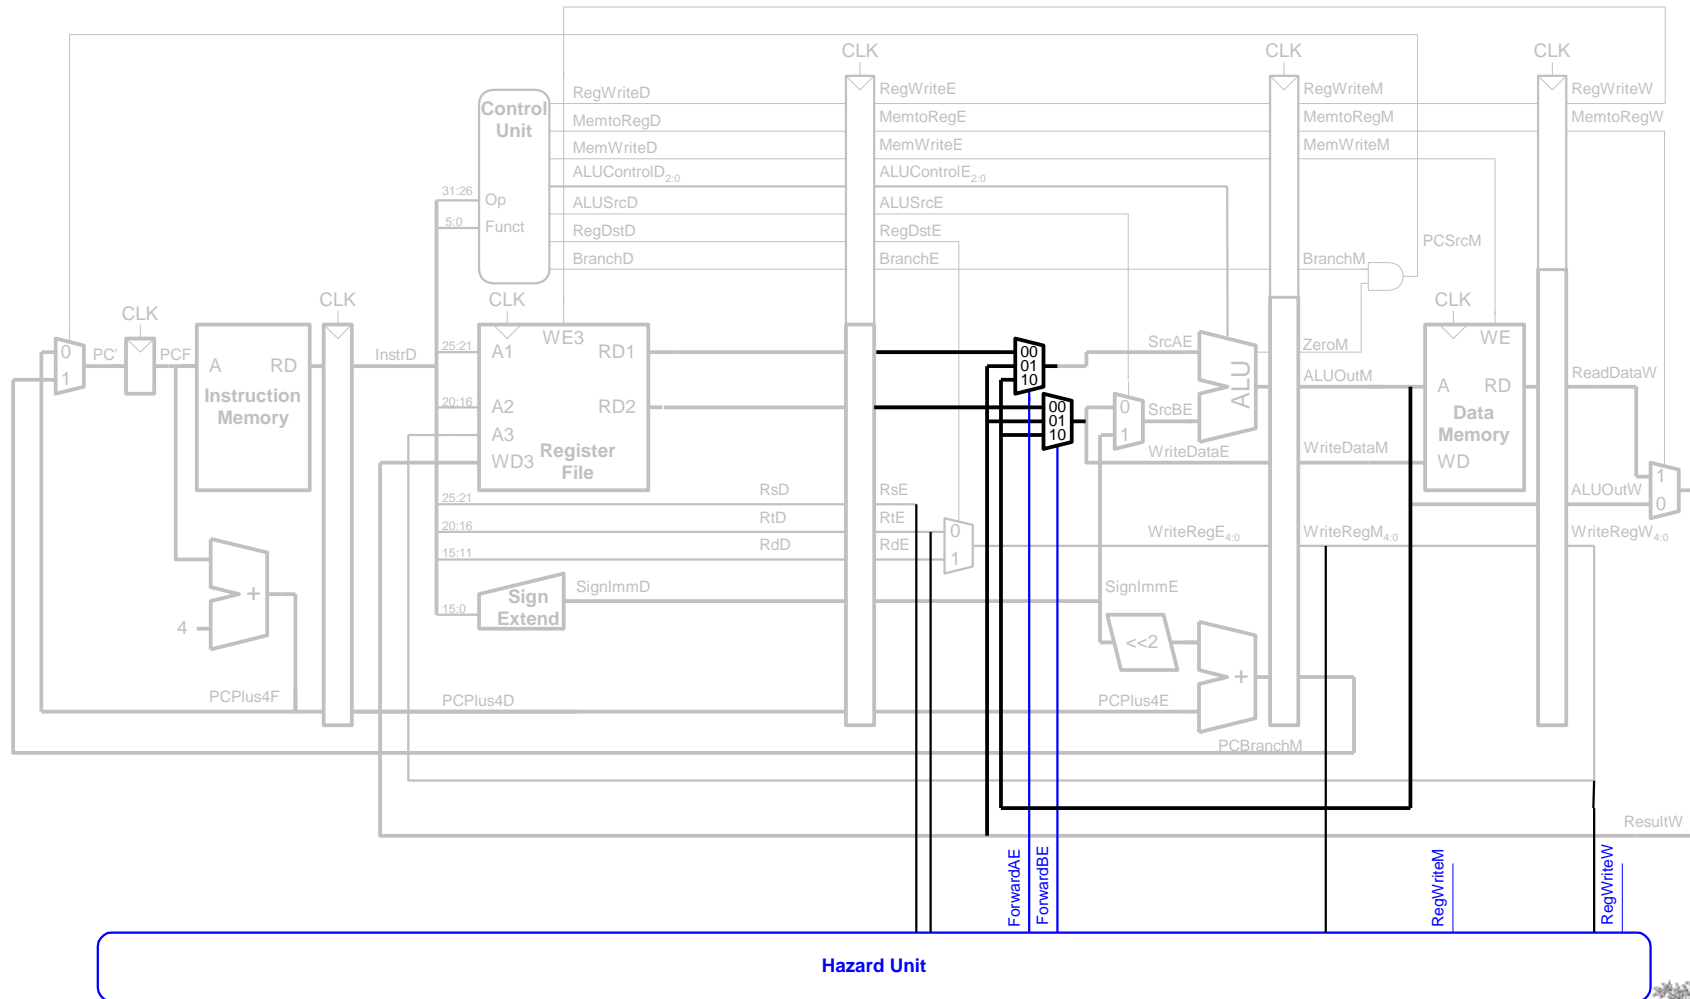 CLK CLK CLK
RegWriteD RegWriteE RegWriteM RegWriteW
Control
Unit
MemtoRegD MemtoRegE MemtoRegM MemtoRegW
MemWriteD MemWriteE MemWriteM
ALUControlD2:0 ALUControlE2:0
31:26 Op ALUSrcD ALUSrcE
5:0 Funct RegDstD RegDstE PCSrcM
BranchD BranchE BranchM
CLK CLK CLK CLK
WE3 WE
0 PC' PCF A RD InstrD 25:21 A1 RD1 00 SrcAE ZeroM
1 01
10 ALU ALUOutM A RD ReadDataW
Instruction
Memory
20:16 A2 RD2 00 0 SrcBE
01
10 1
A3
Data
Memory
WD3 Register
File
WriteDataE WriteDataM WD
1
0
25:21 RsD RsE ALUOutW
20:16 RtD RtE 0
15:11 RdD RdE 1
WriteRegE4:0 WriteRegM4:0 WriteRegW4:0
+ SignImmD SignImmE
15:0 Sign
Extend
4 <<2
+
PCPlus4F PCPlus4D PCPlus4E
PCBranchM
ResultW
ForwardAE
ForwardBE
RegWriteM
RegWriteW
Hazard Unit